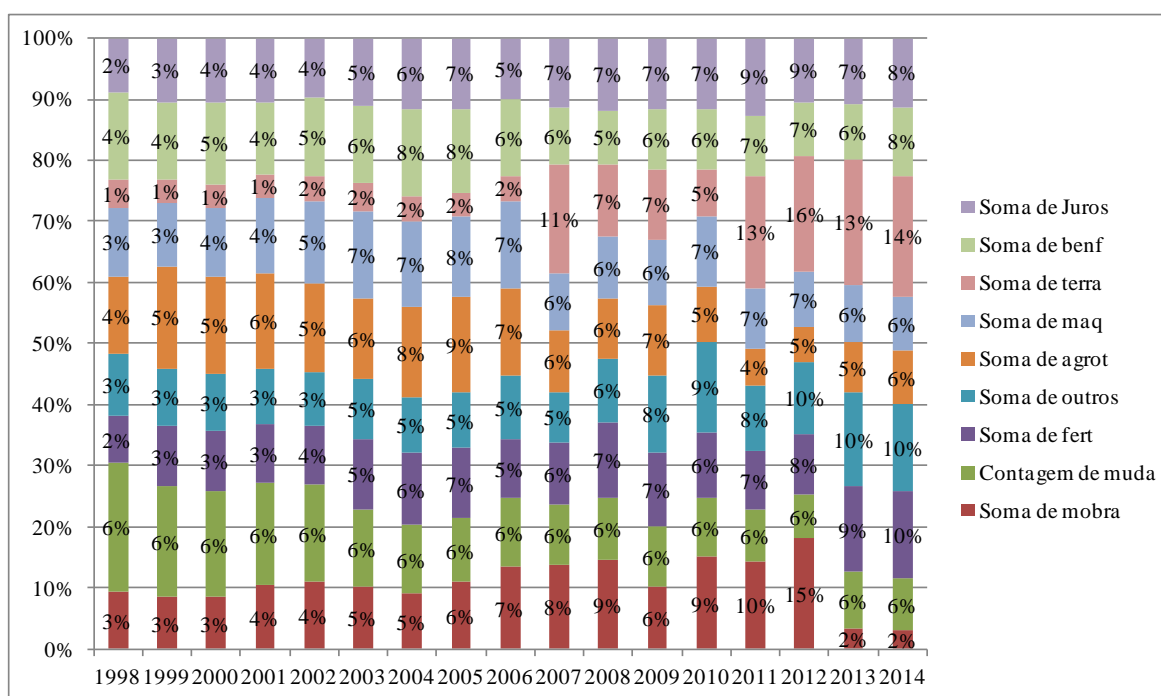 100%
90%
80%
70%
60%
50%
40%
30%
20%
10%
0%
2% 3% 4% 4% 4% 5% 6% 7% 5% 7% 7% 7% 7% 9% 9% 7% 8%
4% 4% 5% 4% 5% 6% 8% 8% 6% 6% 5% 6% 6% 7% 7% 6% 8%
1% 1% 1% 1% 2% 2% 2% 2% 2% 11% 7% 7% 5% 13% 16% 13% 14%
3% 3% 4% 4% 5% 7% 7% 8% 7% 6% 6% 6% 7% 7% 7% 6% 6%
4% 5% 5% 6% 5% 6% 8% 9% 7% 6% 6% 7% 5% 4% 5% 5% 6%
3% 3% 3% 3% 3% 5% 5% 5% 5% 5% 6% 8% 9% 8% 10% 10% 10%
2% 3% 3% 3% 4% 5% 6% 7% 5% 6% 7% 7% 6% 7% 8% 9% 10%
6% 6% 6% 6% 6% 6% 6% 6% 6% 6% 6% 6% 6% 6% 6% 6% 6%
3% 3% 3% 4% 4% 5% 5% 6% 7% 8% 9% 6% 9% 10% 15% 2% 2%
1998 1999 2000 2001 2002 2003 2004 2005 2006 2007 2008 2009 2010 2011 2012 2013 2014
Soma de Juros
Soma de benf
Soma de terra
Soma de maq
Soma de agrot
Soma de outros
Soma de fert
Contagem de muda
Soma de mobra